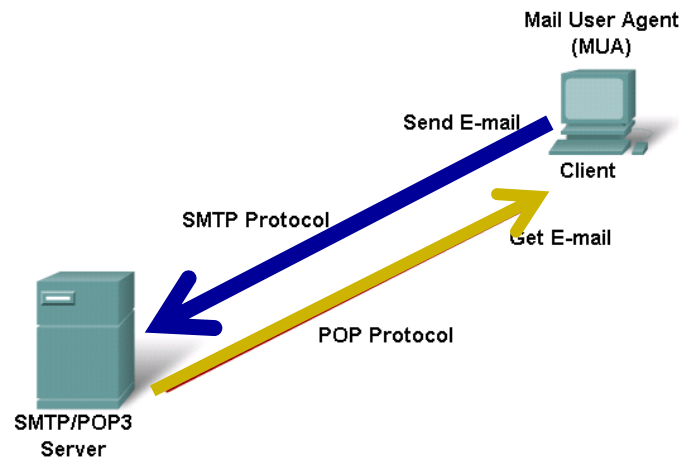 Mail User Agent
(MUA)
Send E-mail
Client
SMTP Protocol
Get E-mail
POP Protocol
SMTP/POP3
Server